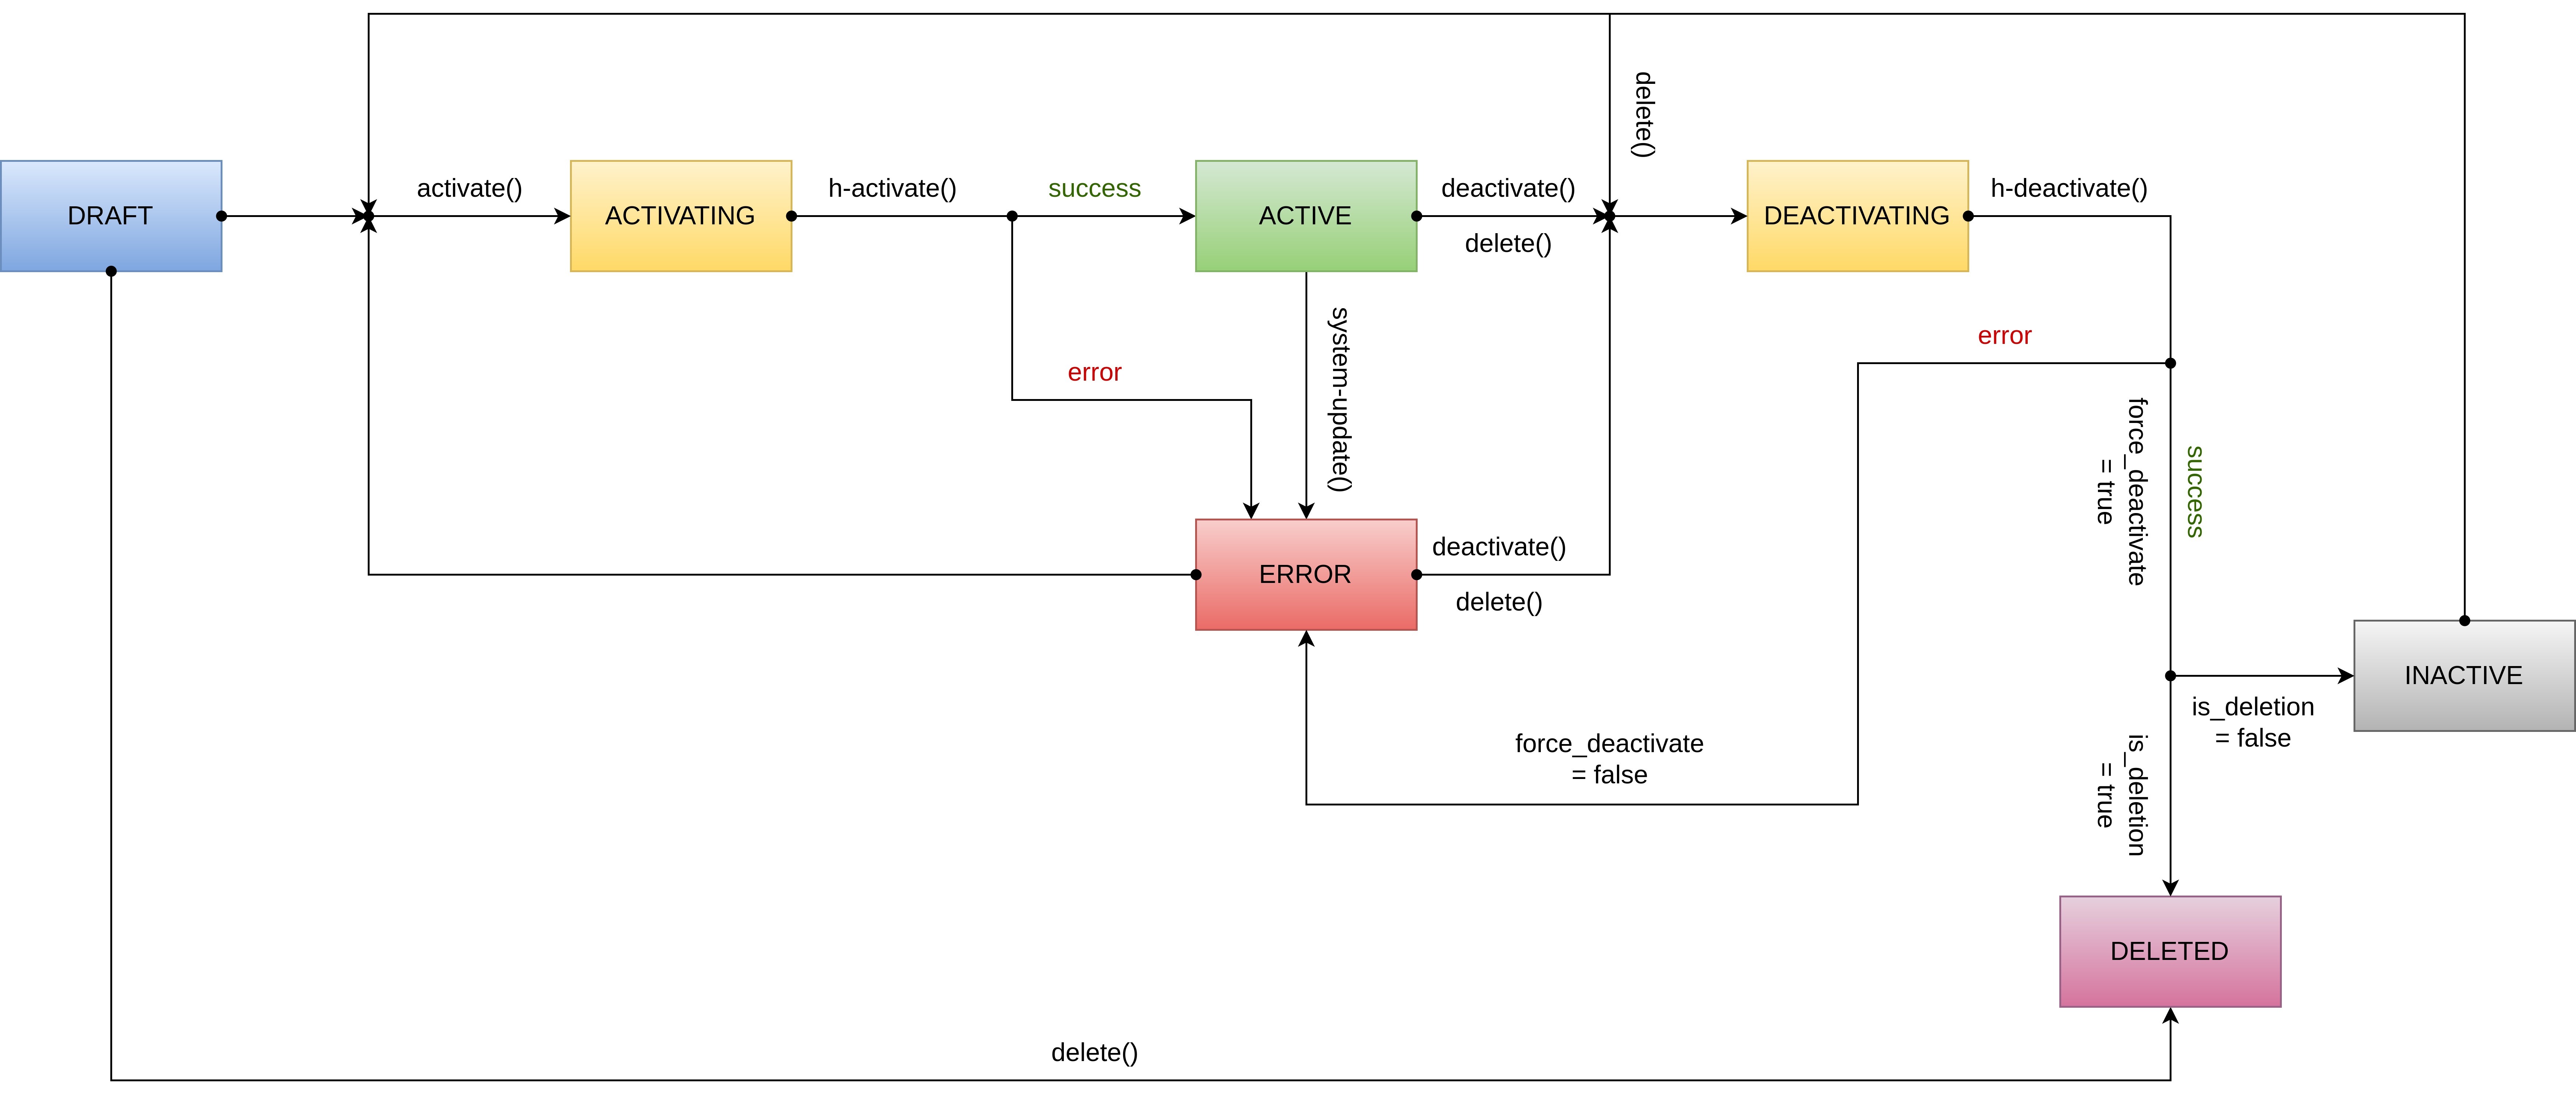 delete()
DRAFT
activate()
ACTIVATING
h-activate()
success
ACTIVE
deactivate()
delete()
DEACTIVATING
h-deactivate()
error
system-update()
error
force_deactivate
= true
success
ERROR
deactivate()
delete()
force_deactivate
= false
INACTIVE
is_deletion
= false
is_deletion
= true
DELETED
delete()